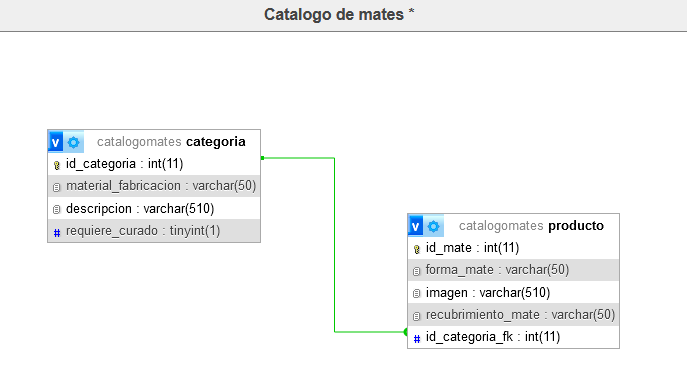 Catalogo de mates *
v catalogomates categoria
id_categoria : int(11)
material_fabricacion : varchar(50)
descripcion : varchar(510)
# requiere_curado : tinyint(1)
v catalogomates producto
id_mate : int(11)
forma_mate : varchar(50)
imagen : varchar(510)
recubrimiento_mate : varchar(50)
# id_categoria_fk : int(11)